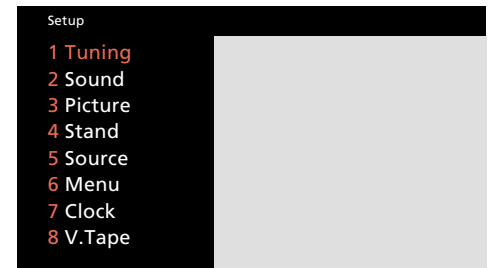 Setup
1 Tuning
2 Sound
3 Picture
4 Stand
5 Source
6 Menu
7 Clock
8 V.Tape